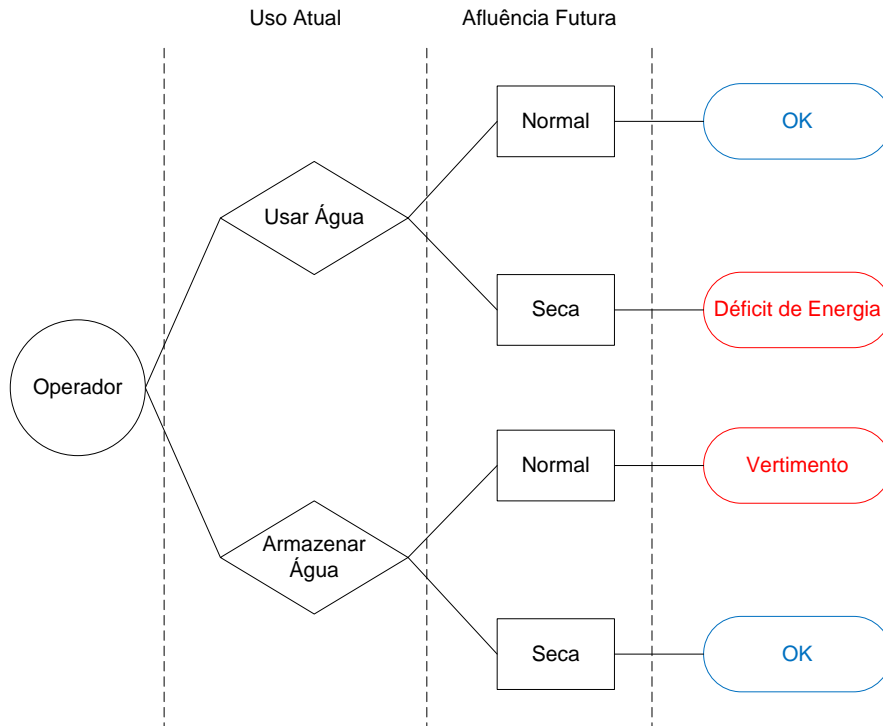 Uso Atual
Afluência Futura
Normal
OK
Usar Água
Seca
Déficit de Energia
Operador
Normal
Vertimento
Armazenar
Água
Seca
OK